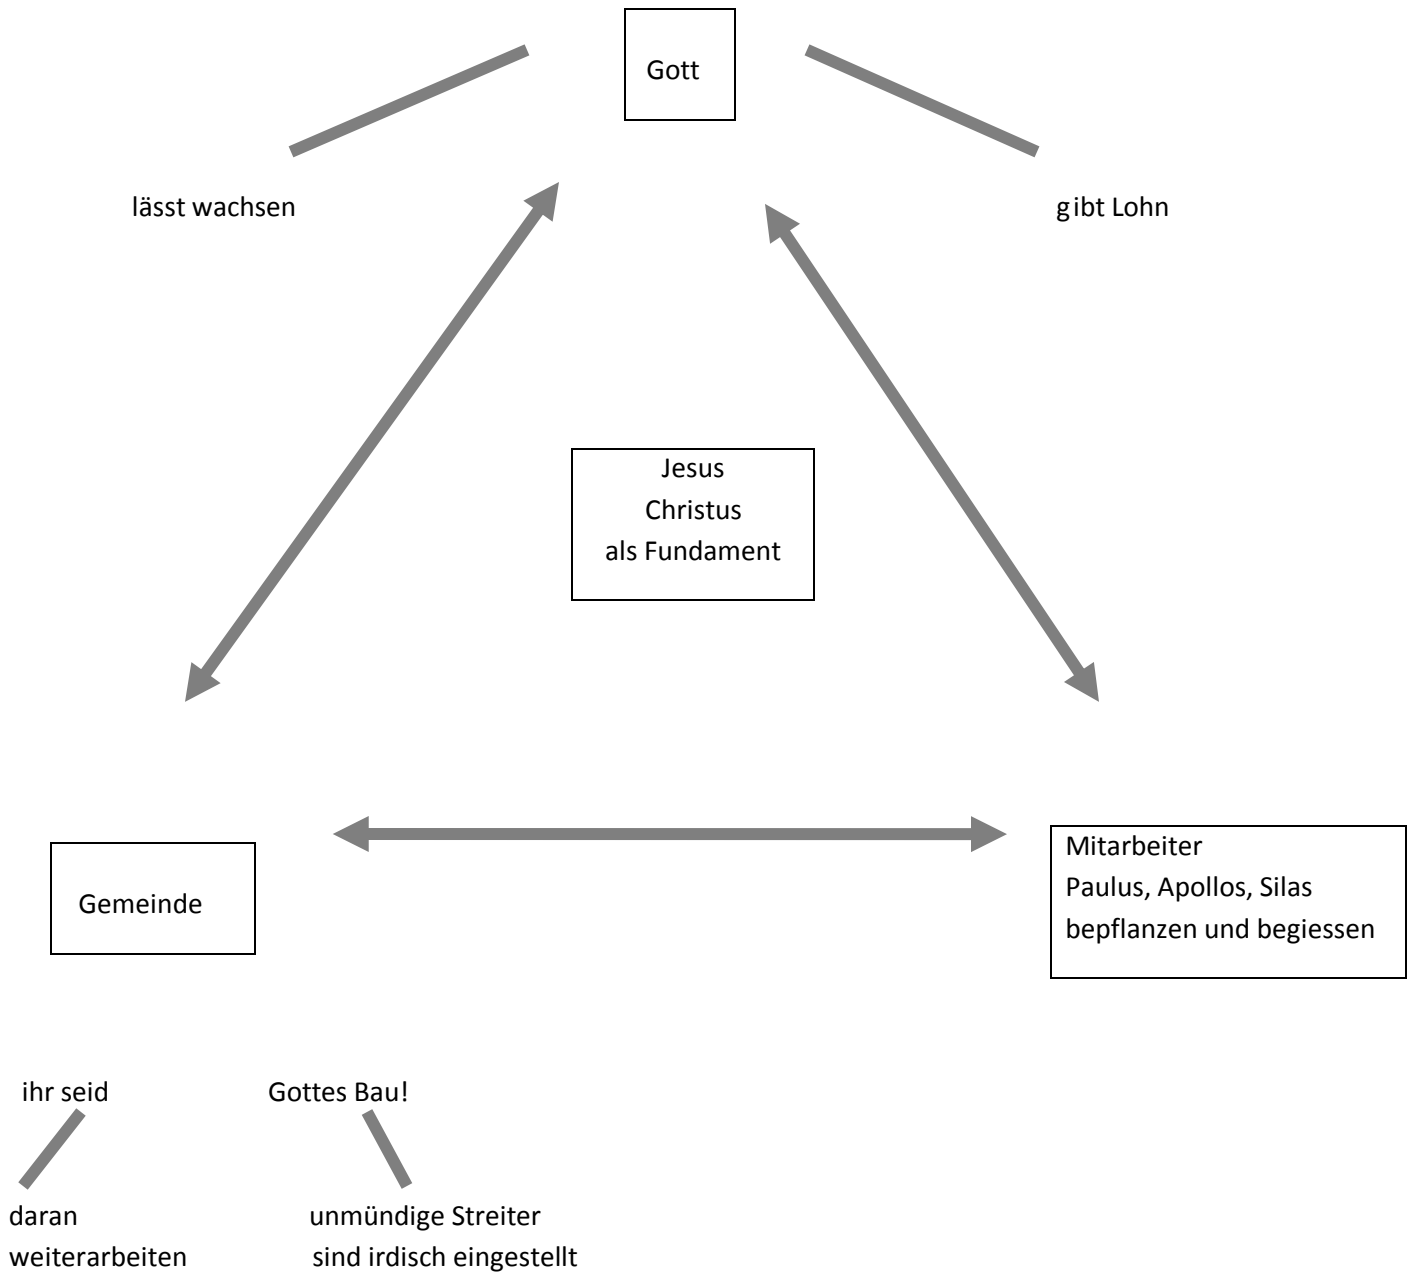 Gott
lässt wachsen
gibt Lohn
Jesus
Christus
als Fundament
Gemeinde
Mitarbeiter
Paulus, Apollos, Silas
bepflanzen und begiessen
ihr seid Gottes Bau!
daran
weiterarbeiten
unmündige Streiter
sind irdisch eingestellt